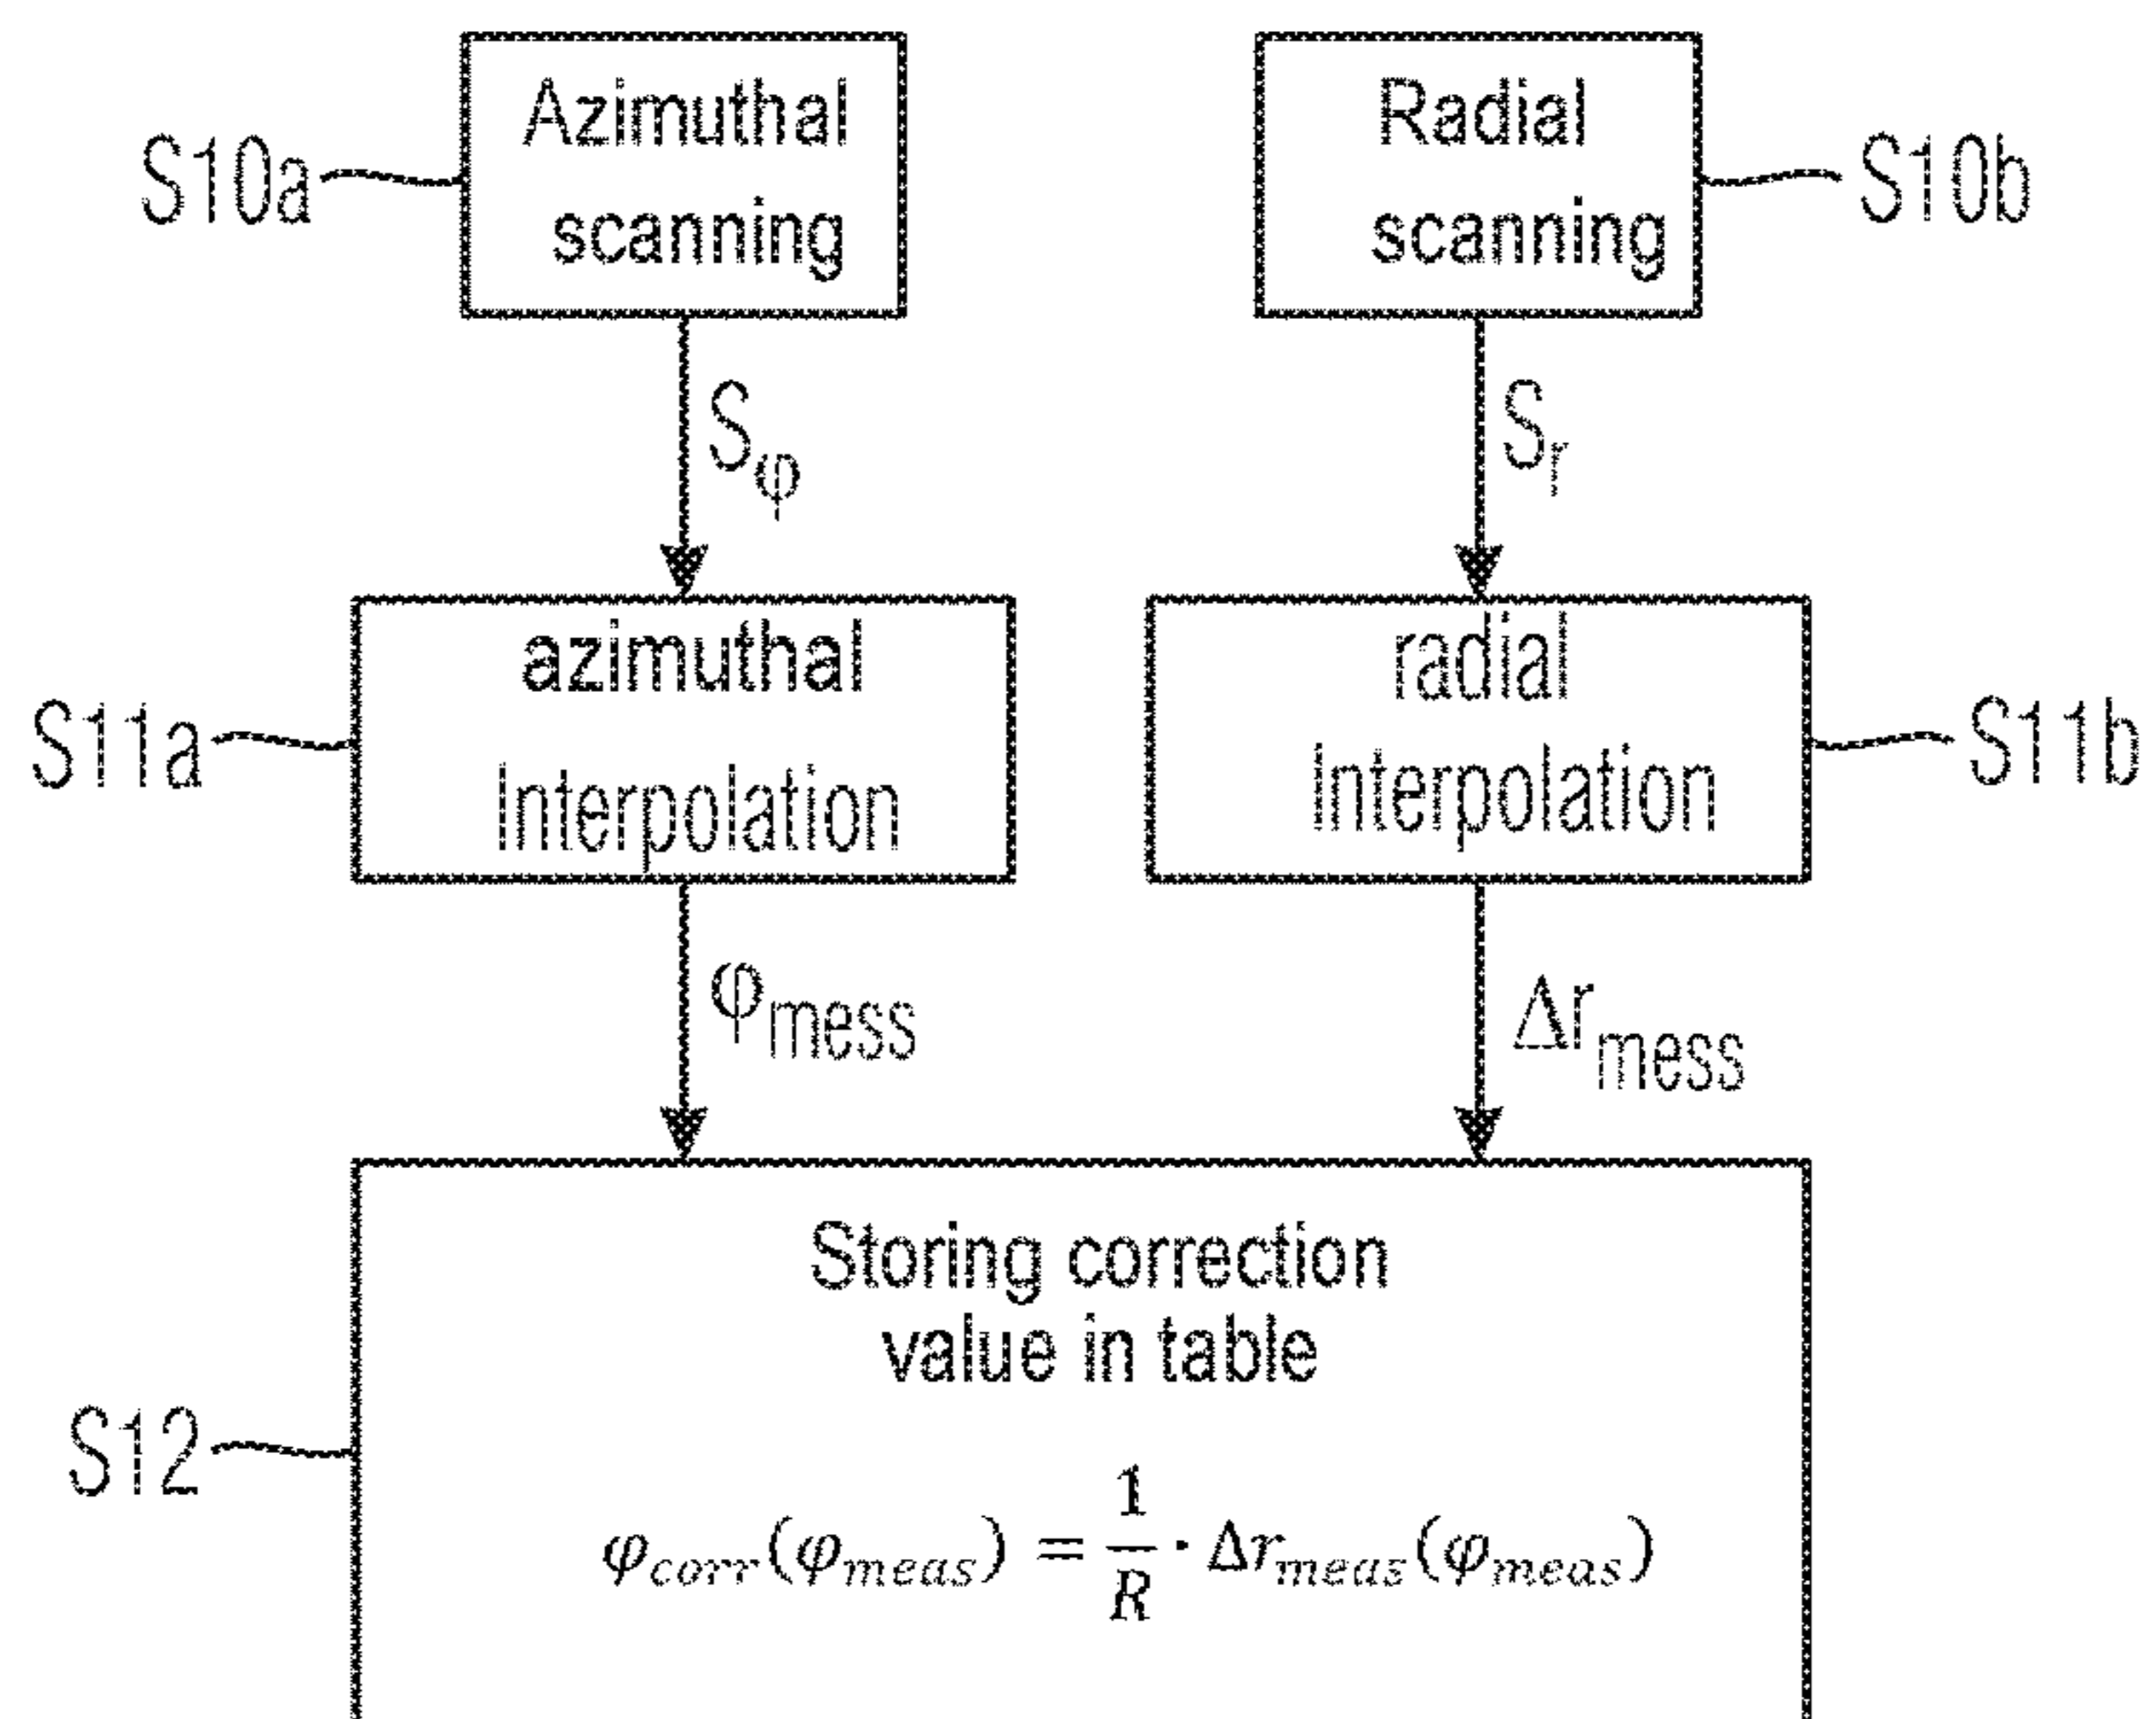 Azimuthal
scanning
S10a
Radial
scanning
S10b
Sφ
Sr
azimuthal
Interpolation
S11a
radial
Interpolation
S11b
φmess
Δrmess
Storing correction
value in table
S12
φcorr(φmeas) = 1/R · Δrmeas(φmeas)